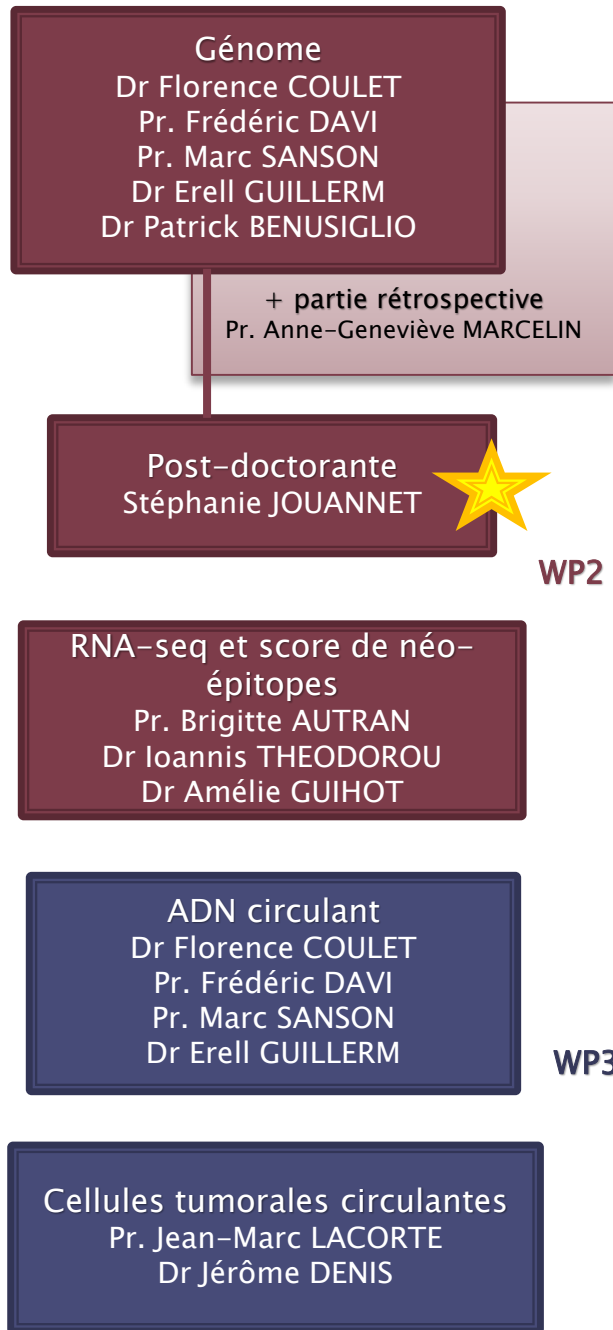 Génome
Dr Florence COULET
Pr. Frédéric DAVI
Pr. Marc SANSON
Dr Erell GUILLERM
Dr Patrick BENUSIGLIO
+ partie rétrospective
Pr. Anne-Geneviève MARCELIN
Post-doctorante
Stéphanie JOUANNET
WP2
RNA-seq et score de néo-
épitopes
Pr. Brigitte AUTRAN
Dr Ioannis THEODOROU
Dr Amélie GUIHOT
ADN circulant
Dr Florence COULET
Pr. Frédéric DAVI
Pr. Marc SANSON
Dr Erell GUILLERM
WP3
Cellules tumorales circulantes
Pr. Jean-Marc LACORTE
Dr Jérôme DENIS